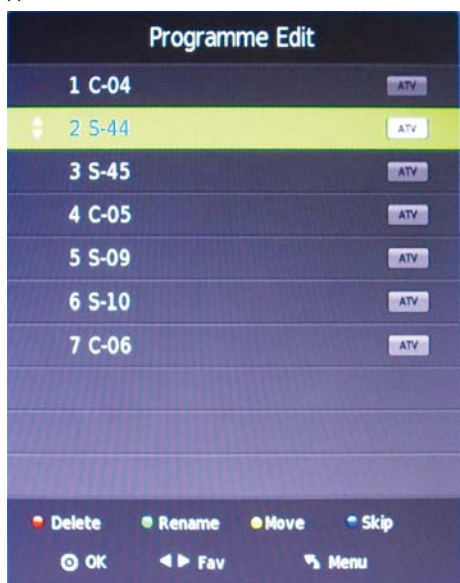 Programme Edit
1 C-04 ATV
2 S-44 ATV
3 S-45 ATV
4 C-05 ATV
5 S-09 ATV
6 S-10 ATV
7 C-06 ATV
Delete Rename Move Skip
OK Fav Menu